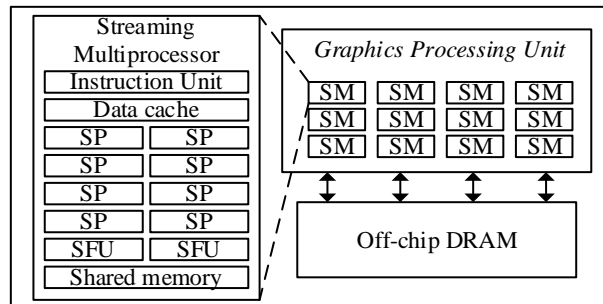 Streaming
Multiprocessor
Instruction Unit
Data cache
SP SP
SP SP
SP SP
SP SP
SFU SFU
Shared memory
Graphics Processing Unit
SM SM SM SM
SM SM SM SM
SM SM SM SM
Off-chip DRAM